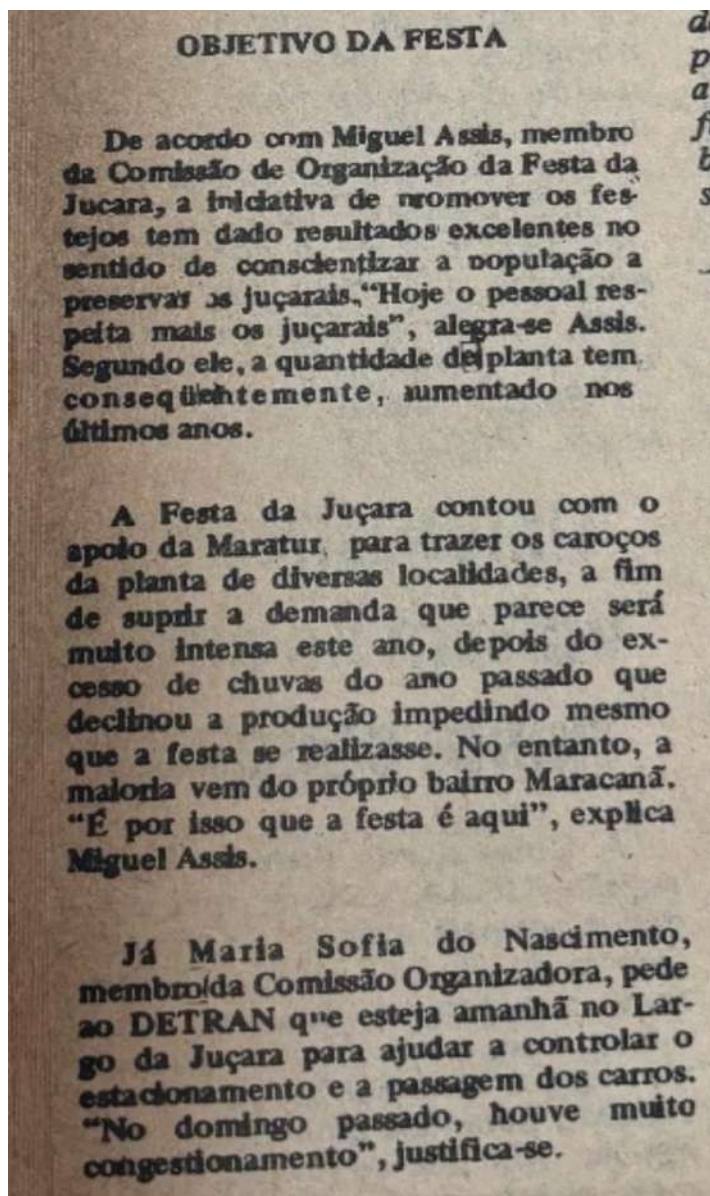 OBJETIVO DA FESTA
De acordo com Miguel Assis, membro
da Comissão de Organização da Festa da
Juçara, a iniciativa de promover os fes-
tejos tem dado resultados excelentes no
sentido de conscientizar a população a
preservar os juçarais. “Hoje o pessoal res-
peita mais os juçarais”, alegra-se Assis.
Segundo ele, a quantidade de planta tem
conseqüentemente, aumentado nos
últimos anos.
A Festa da Juçara contou com o
apoio da Maratur, para trazer os caroços
da planta de diversas localidades, a fim
de suprir a demanda que parece será
muito intensa este ano, depois do ex-
cesso de chuvas do ano passado que
declinou a produção impedindo mesmo
que a festa se realizasse. No entanto, a
maioria vem do próprio bairro Maracanã.
“É por isso que a festa é aqui”, explica
Miguel Assis.
Já Maria Sofia do Nascimento,
membro da Comissão Organizadora, pede
ao DETRAN que esteja amanhã no Lar-
go da Juçara para ajudar a controlar o
estacionamento e a passagem dos carros.
“No domingo passado, houve muito
congestionamento”, justifica-se.